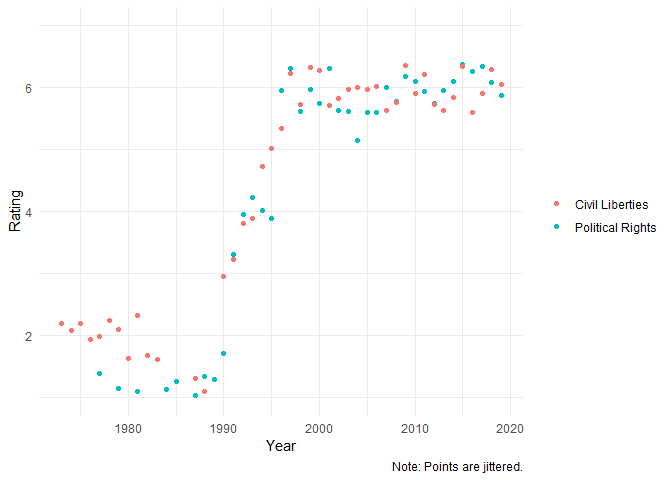 6
4
2
Rating
1980 1990 2000 2010 2020
Year
Civil Liberties
Political Rights
Note: Points are jittered.